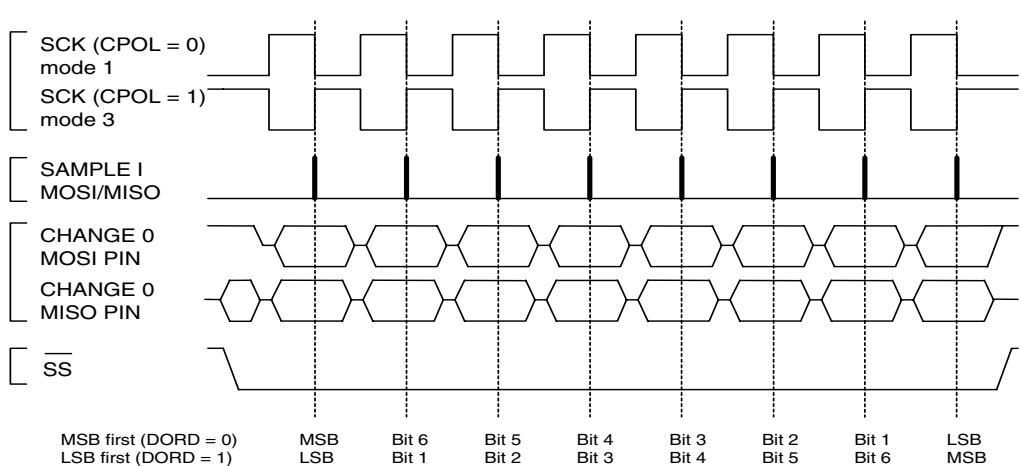 SCK (CPOL = 0)
mode 1
SCK (CPOL = 1)
mode 3
SAMPLE I
MOSI/MISO
CHANGE 0
MOSI PIN
CHANGE 0
MISO PIN
SS
MSB first (DORD = 0) MSB Bit 6 Bit 5 Bit 4 Bit 3 Bit 2 Bit 1 LSB
LSB first (DORD = 1) LSB Bit 1 Bit 2 Bit 3 Bit 4 Bit 5 Bit 6 MSB